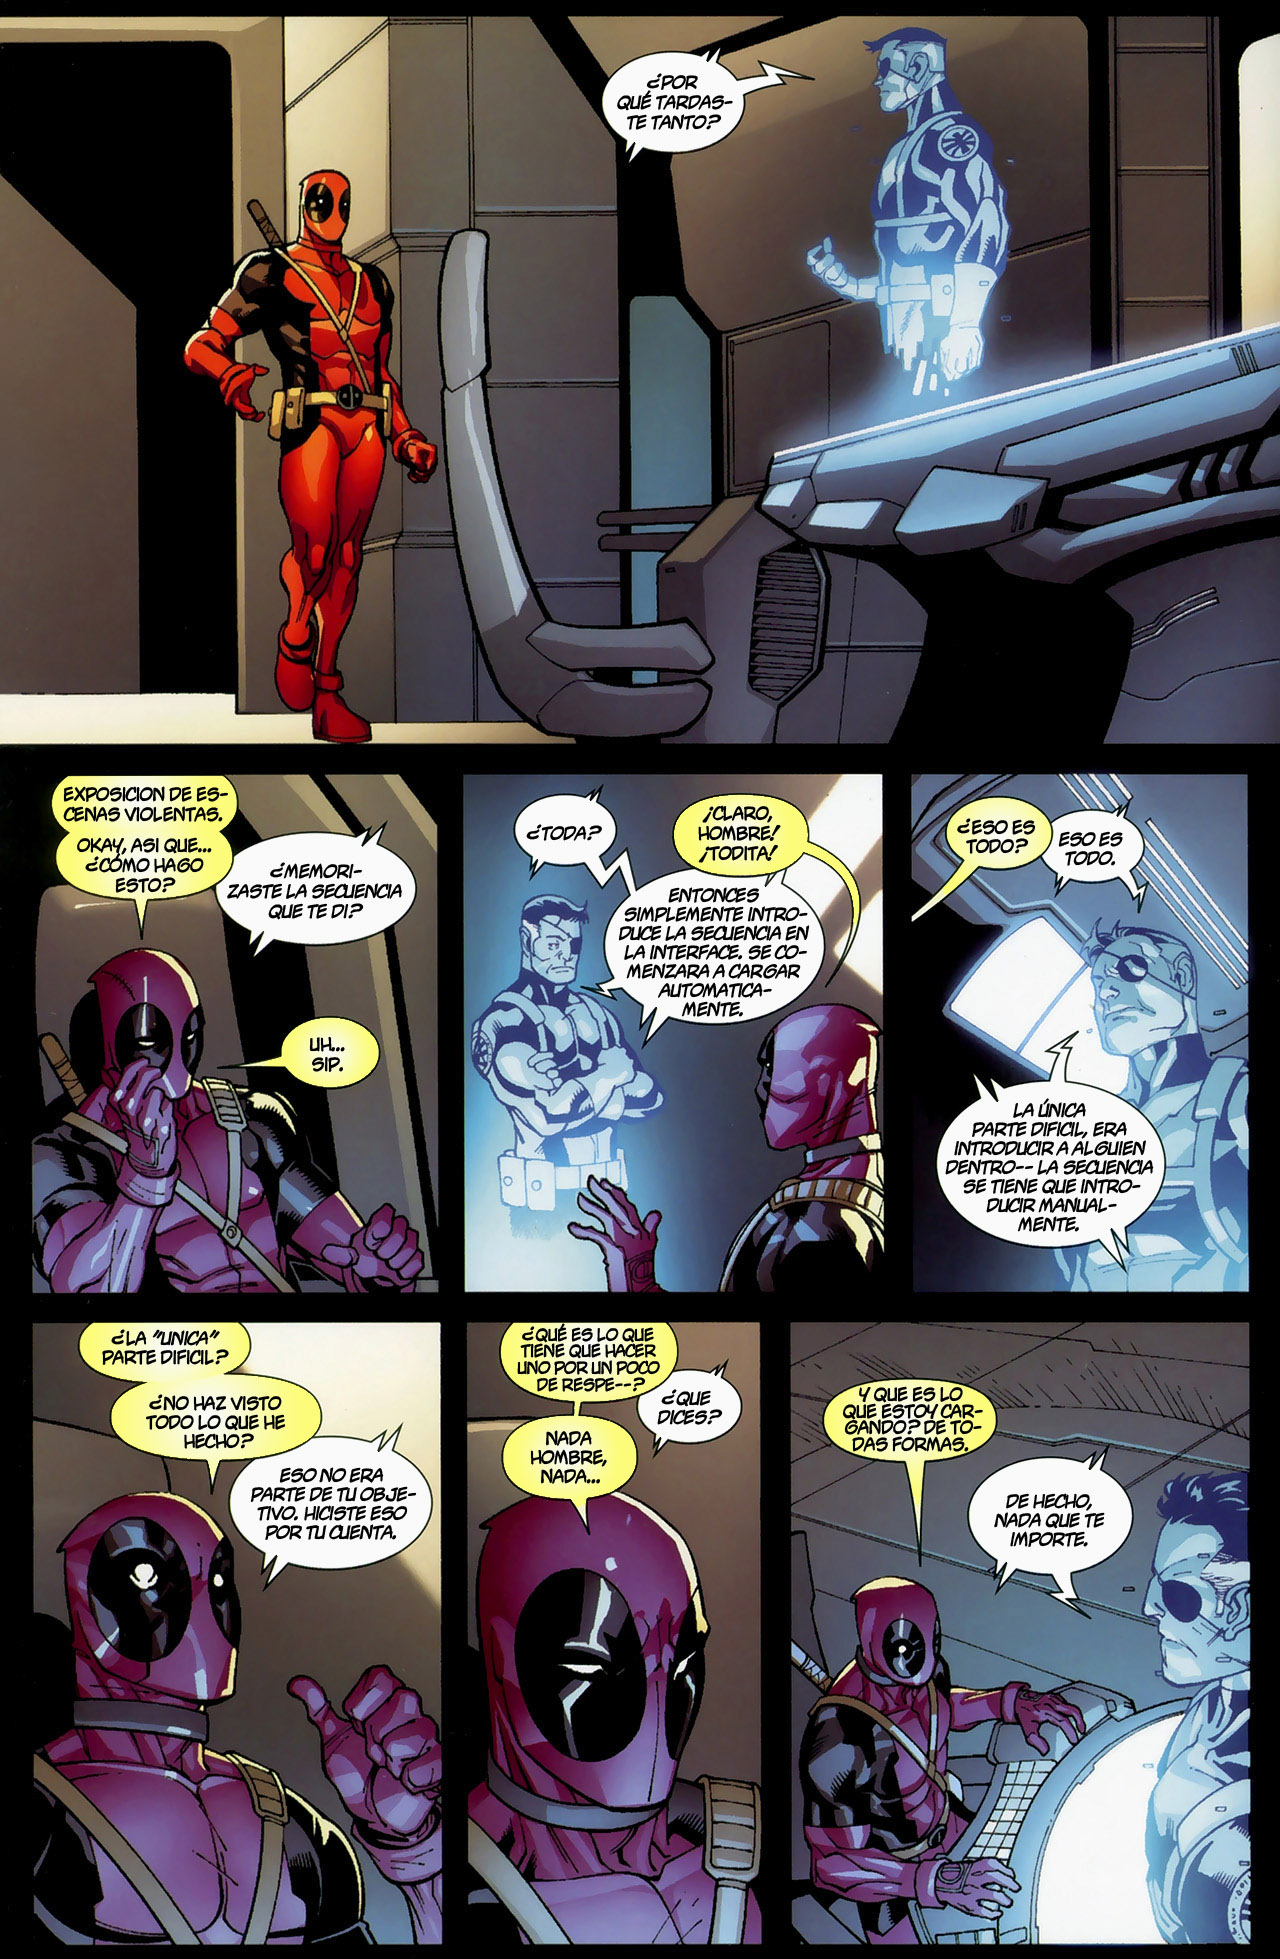 ¿POR
QUÉ TARDAS-
TE TANTO?
EXPOSICION DE ES-
CENAS VIOLENTAS.
OKAY, ASI QUE...
¿CÓMO HAGO
ESTO?
¿MEMORI-
ZASTE LA SECUENCIA
QUE TE DI?
UH...
SIP.
¿TODA?
¡CLARO,
HOMBRE!
¡TODITA!
ENTONCES
SIMPLEMENTE INTRO-
DUCE LA SECUENCIA EN
LA INTERFACE. SE CO-
MENZARA A CARGAR
AUTOMATICA-
MENTE.
¿ESO ES
TODO?
ESO ES
TODO.
LA ÚNICA
PARTE DIFICIL, ERA
INTRODUCIR A ALGUIEN
DENTRO-- LA SECUENCIA
SE TIENE QUE INTRO-
DUCIR MANUAL-
MENTE.
¿LA "UNICA"
PARTE DIFICIL?
¿NO HAZ VISTO
TODO LO QUE HE
HECHO?
ESO NO ERA
PARTE DE TU OBJE-
TIVO. HICISTE ESO
POR TU CUENTA.
¿QUÉ ES LO QUE
TIENE QUE HACER
UNO POR UN POCO
DE RESPE--?
¿QUE
DICES?
NADA
HOMBRE,
NADA...
Y QUE ES LO
QUE ESTOY CAR-
GANDO? DE TO-
DAS FORMAS.
DE HECHO,
NADA QUE TE
IMPORTE.